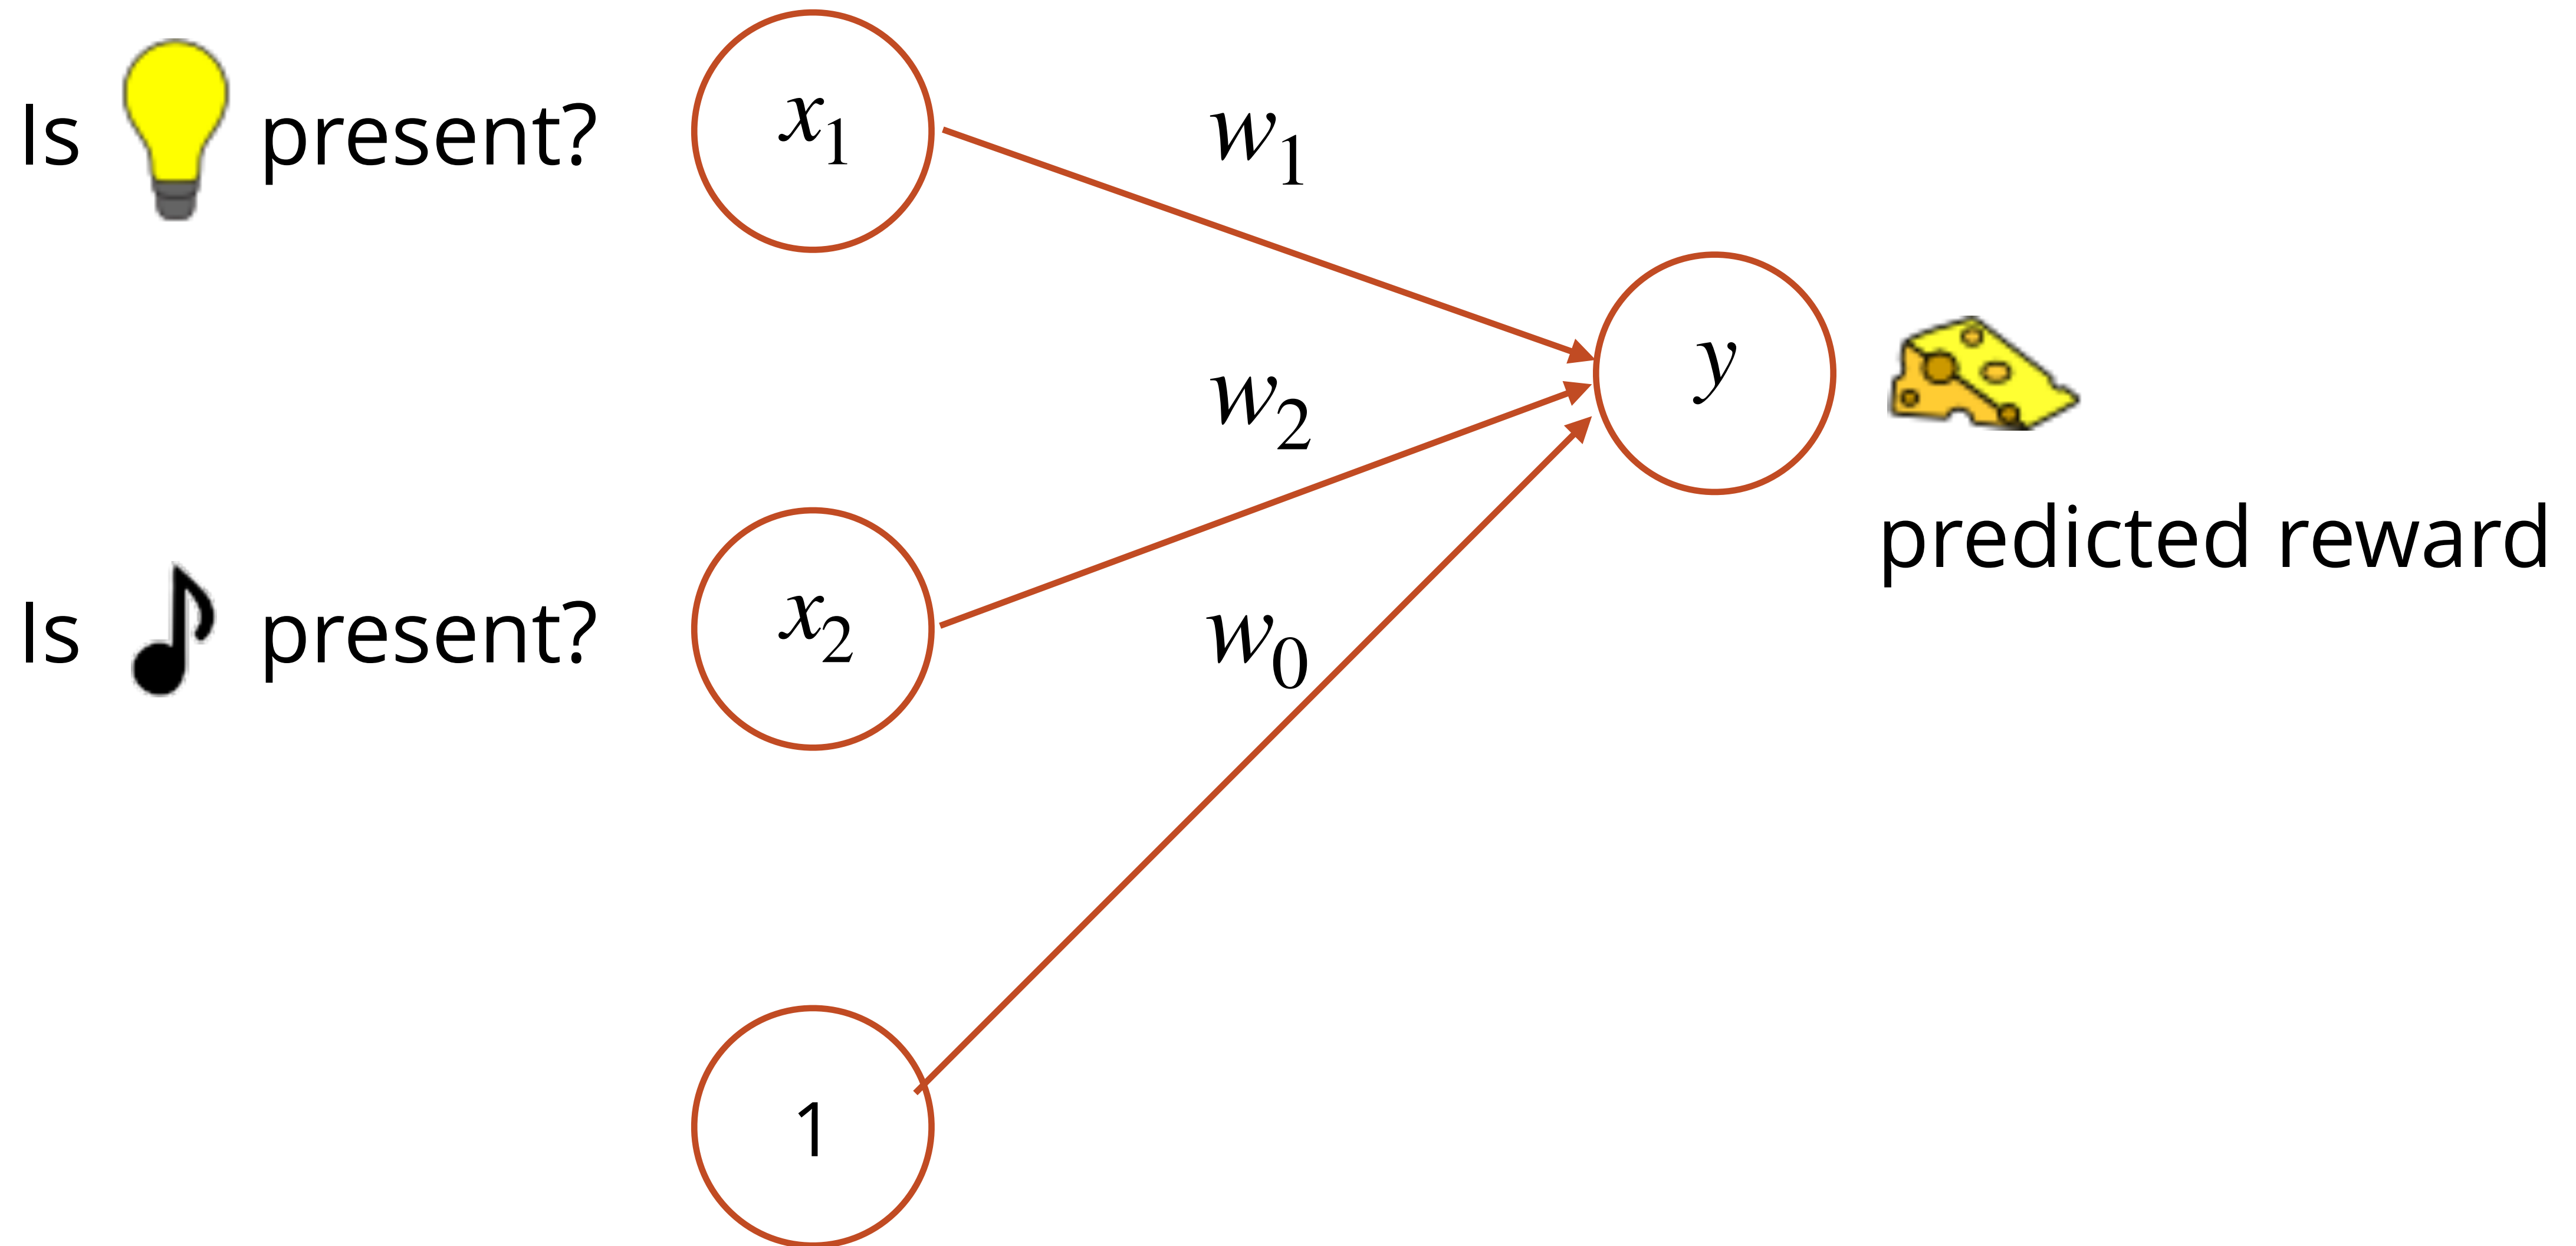 Is present? x₁ w₁
w₂ y
predicted reward
Is present? x₂ w₀
1